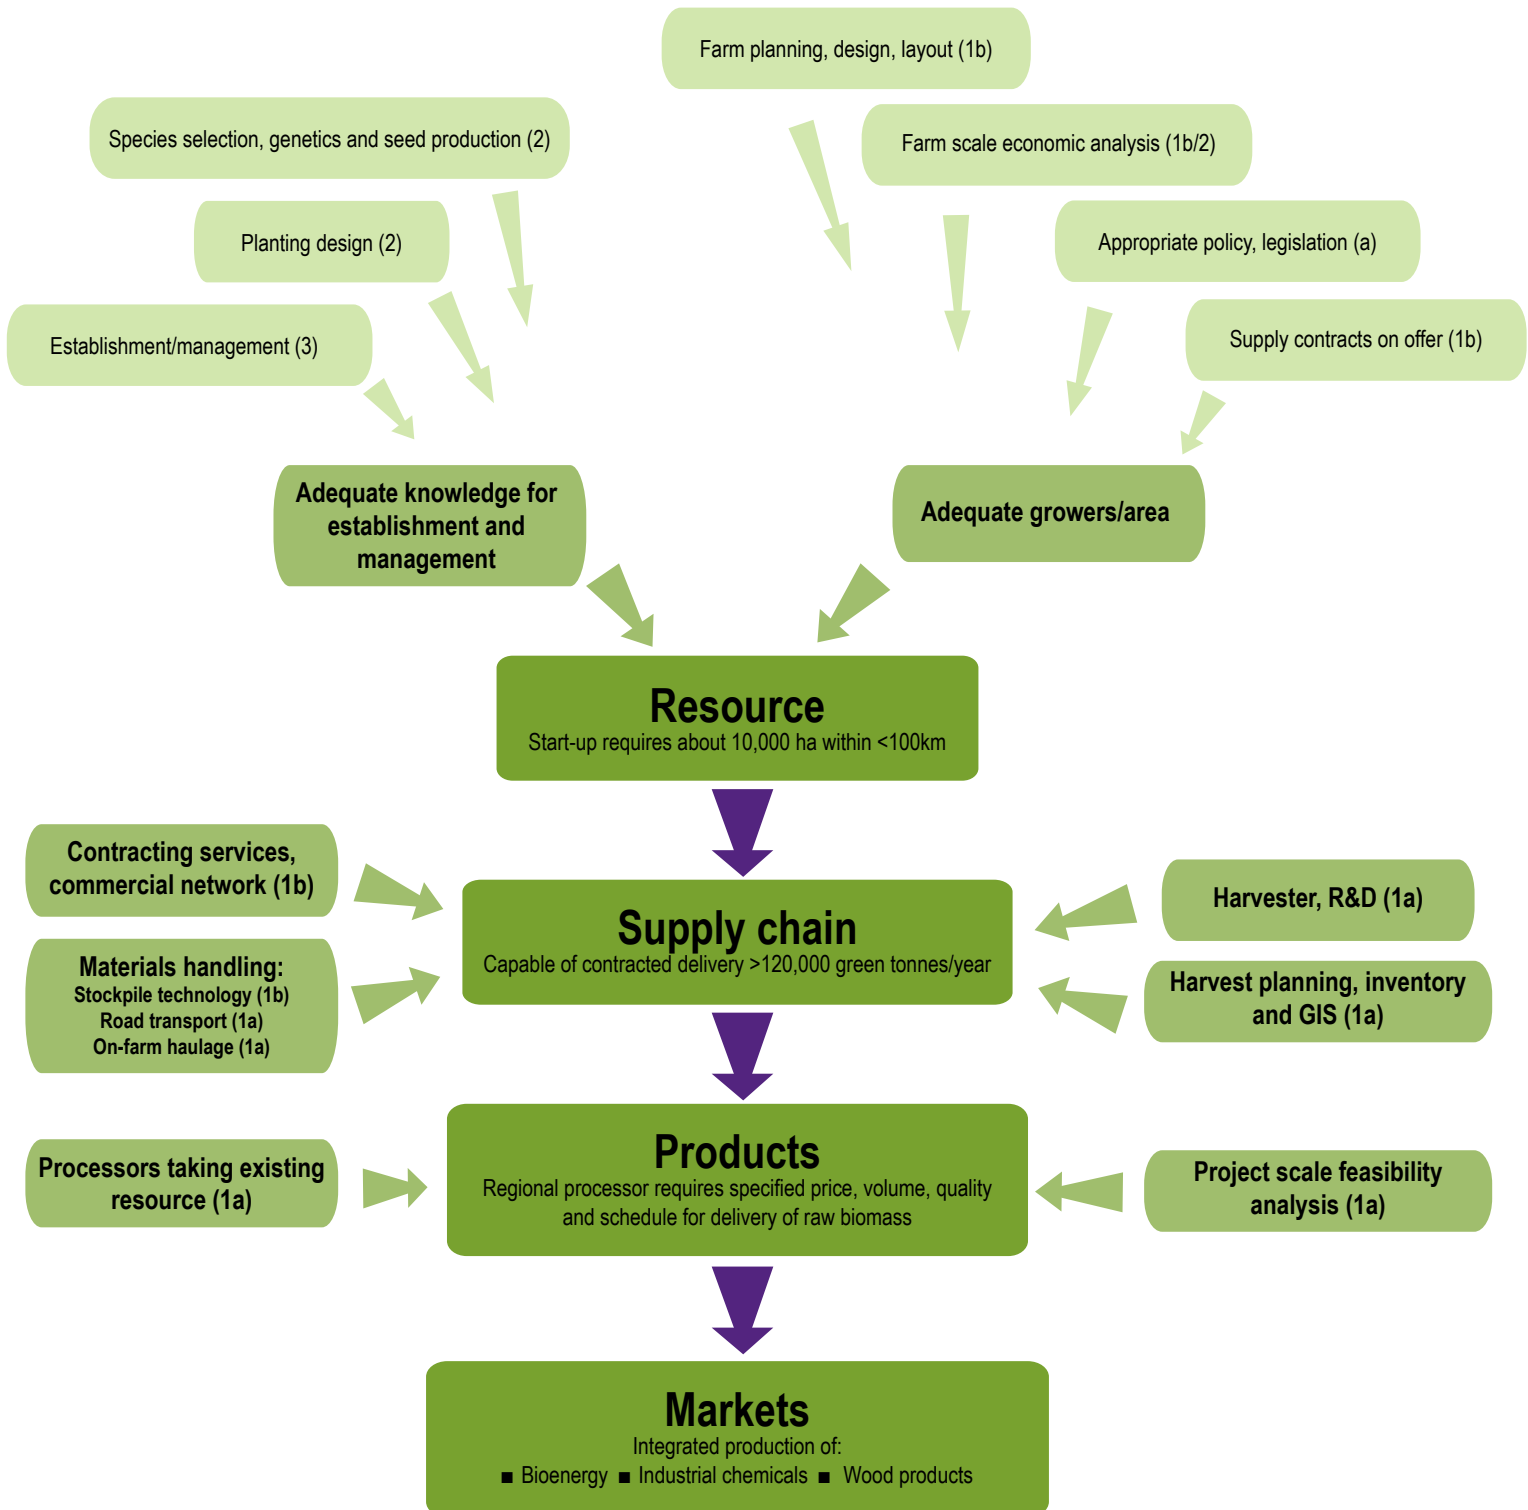 Farm planning, design, layout (1b)
Species selection, genetics and seed production (2)
Farm scale economic analysis (1b/2)
Planting design (2)
Appropriate policy, legislation (a)
Establishment/management (3)
Supply contracts on offer (1b)
Adequate knowledge for
establishment and
management
Adequate growers/area
Resource
Start-up requires about 10,000 ha within <100km
Contracting services,
commercial network (1b)
Supply chain
Capable of contracted delivery >120,000 green tonnes/year
Harvester, R&D (1a)
Materials handling:
Stockpile technology (1b)
Road transport (1a)
On-farm haulage (1a)
Harvest planning, inventory
and GIS (1a)
Processors taking existing
resource (1a)
Products
Regional processor requires specified price, volume, quality
and schedule for delivery of raw biomass
Project scale feasibility
analysis (1a)
Markets
Integrated production of:
■ Bioenergy ■ Industrial chemicals ■ Wood products